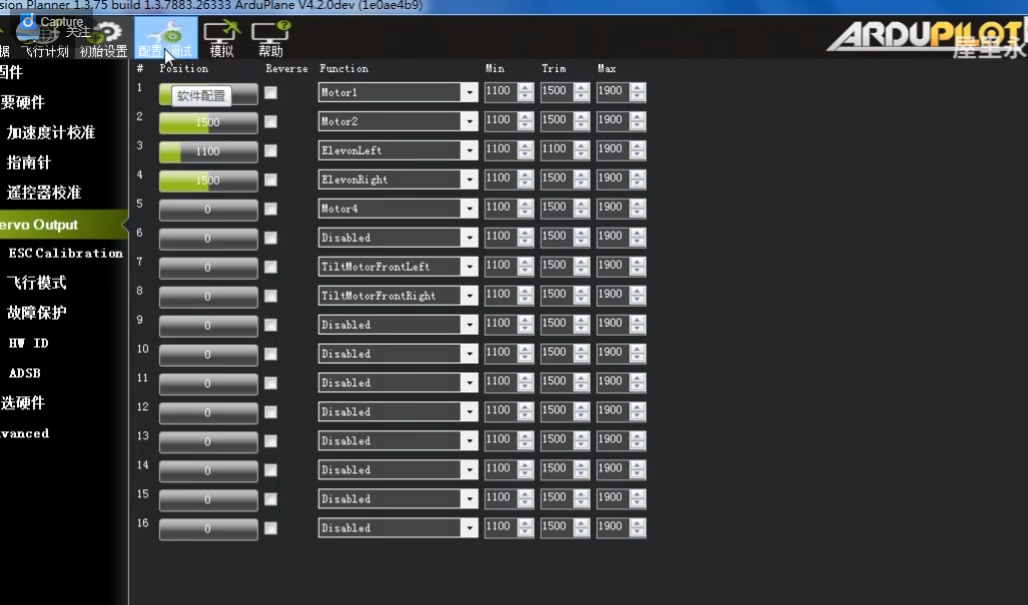 sion Planner 1.3.75 build 1.3.7883.26333 ArduPlane V4.2.0dev (1e0ae4b9)
Capture
关注
据 飞行计划 初始设置 配置/调试 模拟 帮助
ARDUPILOT
屋里永
固件
要硬件
加速度计校准
指南针
遥控器校准
ervo Output
ESC Calibration
飞行模式
故障保护
HW ID
ADSB
选硬件
dvanced
# Position Reverse Function Min Trim Max
1 软件配置 Motor1 1100 1500 1900
2 1500 Motor2 1100 1500 1900
3 1100 ElevonLeft 1100 1100 1900
4 1500 ElevonRight 1100 1500 1900
5 0 Motor4 1100 1500 1900
6 0 Disabled 1100 1500 1900
7 0 TiltMotorFrontLeft 1100 1500 1900
8 0 TiltMotorFrontRight 1100 1500 1900
9 0 Disabled 1100 1500 1900
10 0 Disabled 1100 1500 1900
11 0 Disabled 1100 1500 1900
12 0 Disabled 1100 1500 1900
13 0 Disabled 1100 1500 1900
14 0 Disabled 1100 1500 1900
15 0 Disabled 1100 1500 1900
16 0 Disabled 1100 1500 1900